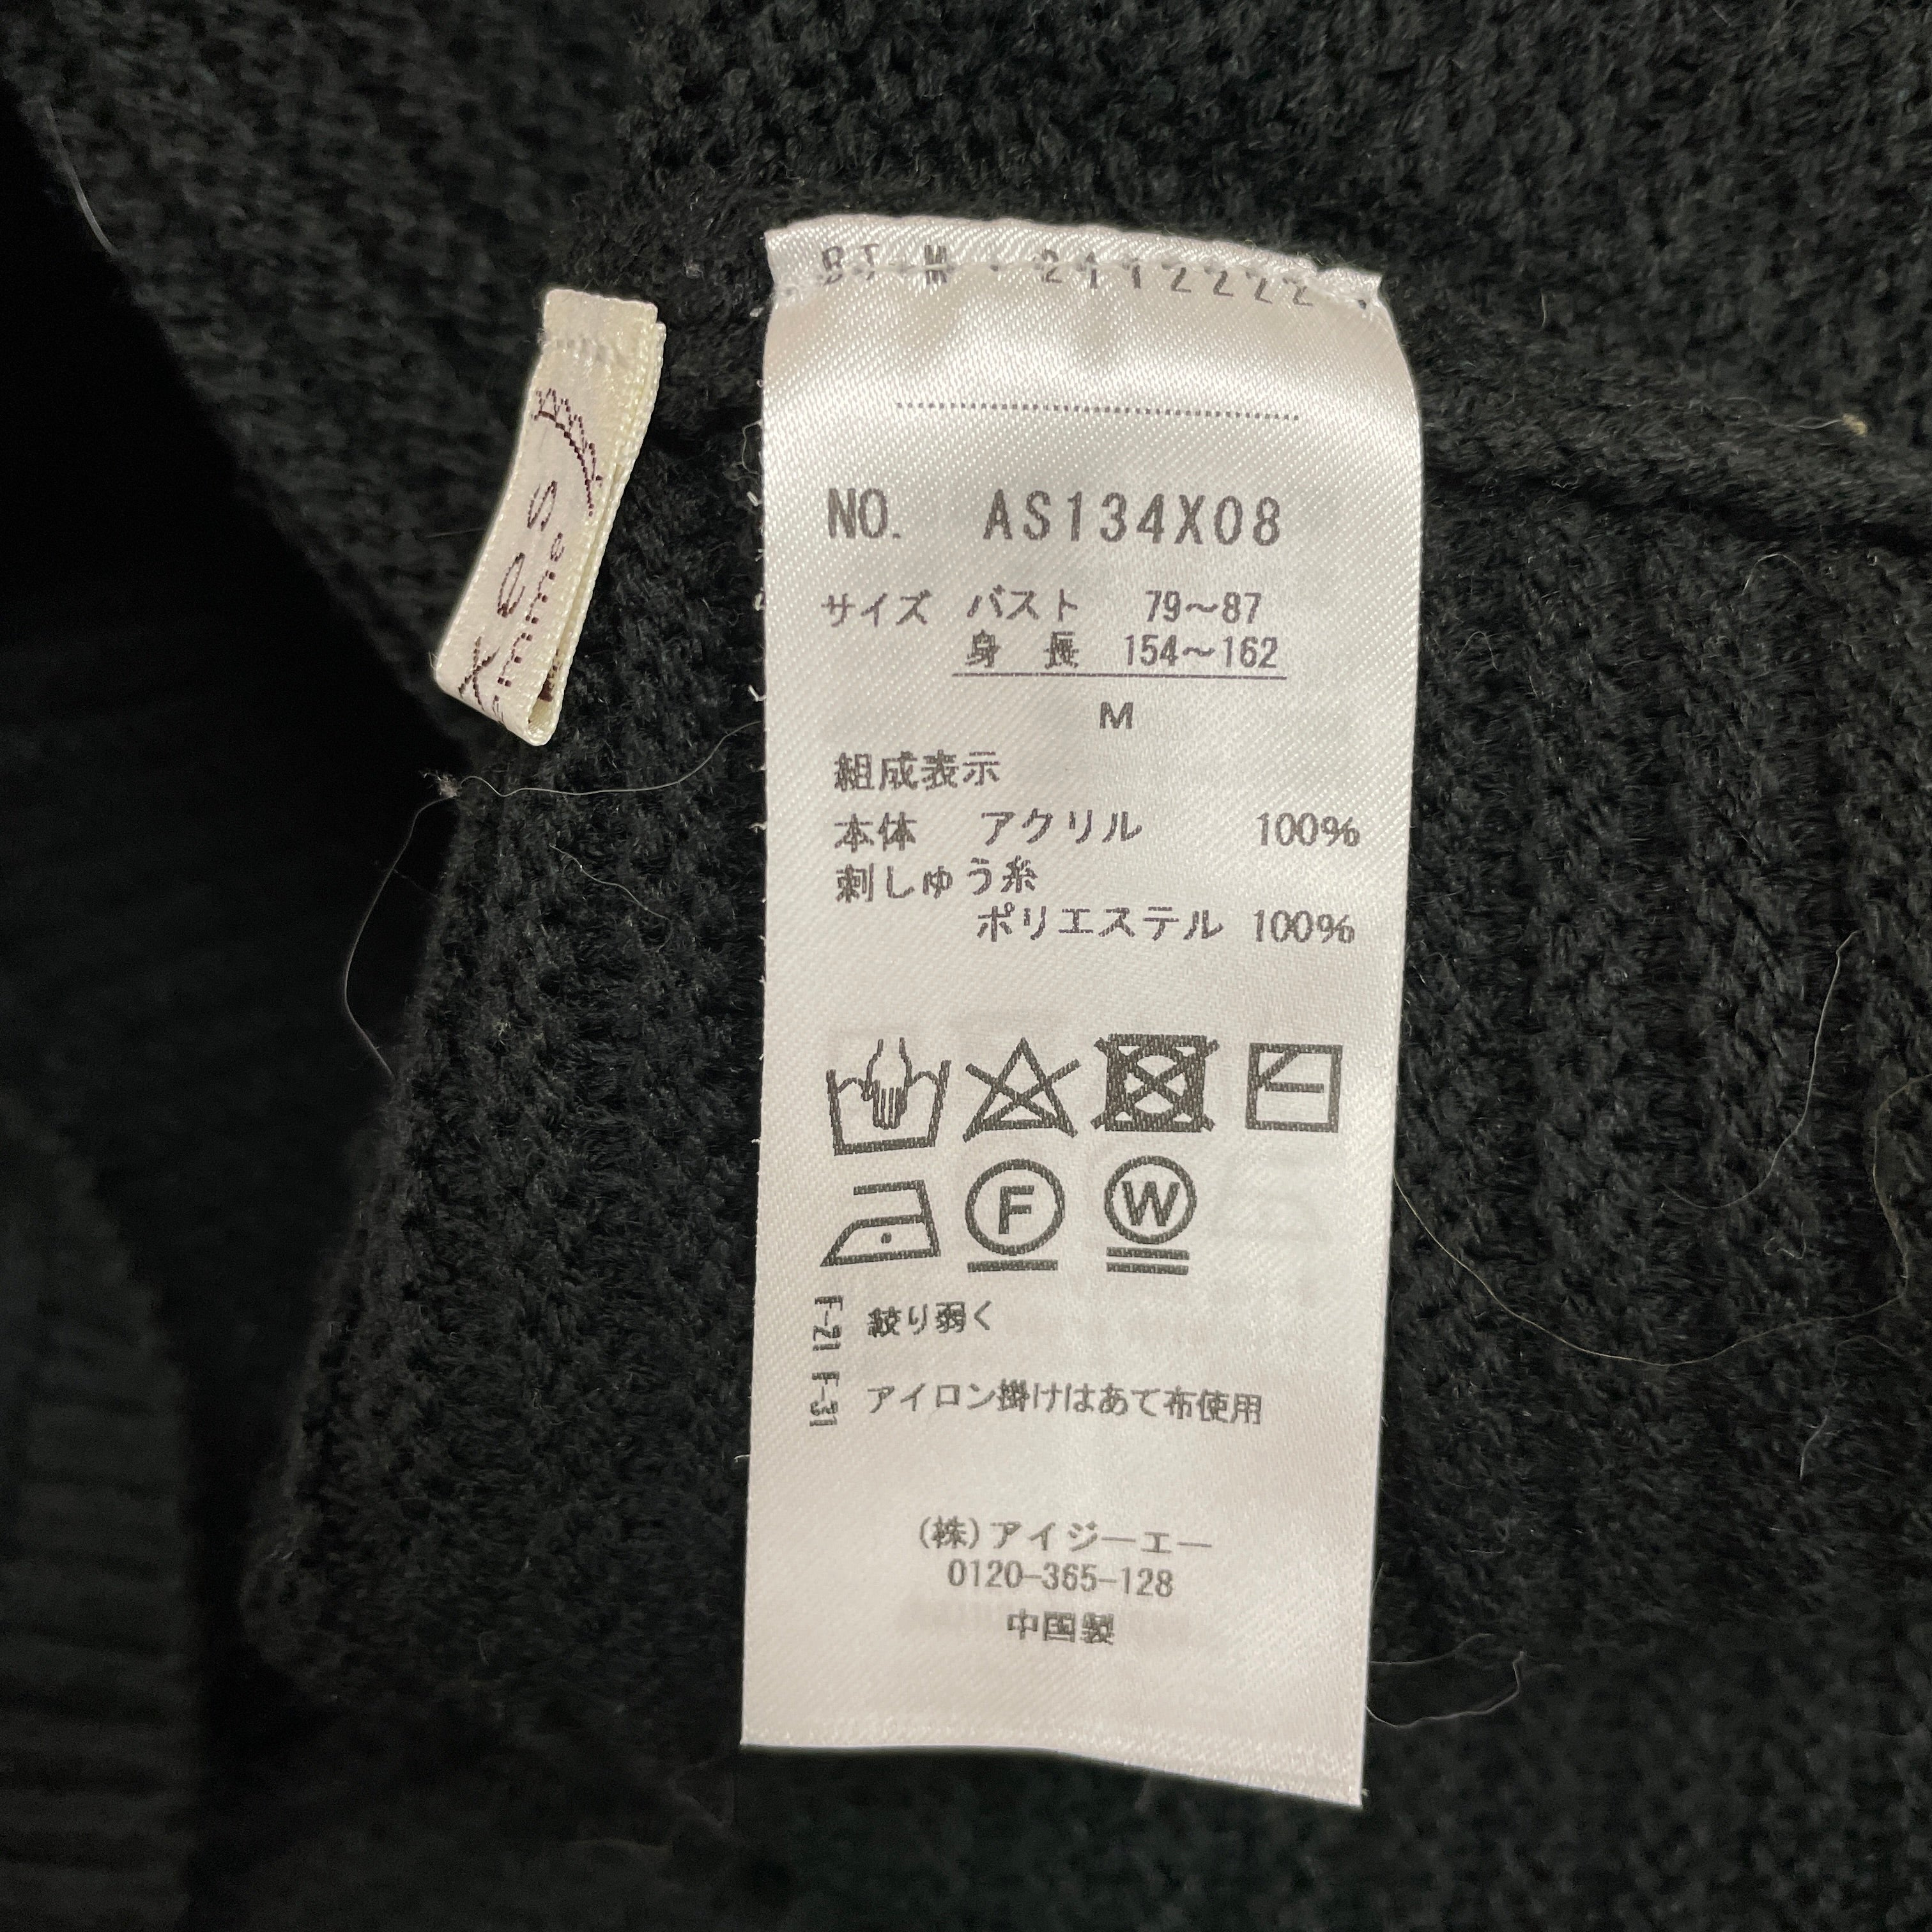 NO. AS134X08
サイズ バスト 79～87
身 長 154～162
M
組成表示
本体 アクリル 100%
刺しゅう糸
ポリエステル 100%
F
W
F-21 絞り弱く
F-31 アイロン掛けはあて布使用
(株)アイジーエー
0120-365-128
中国製